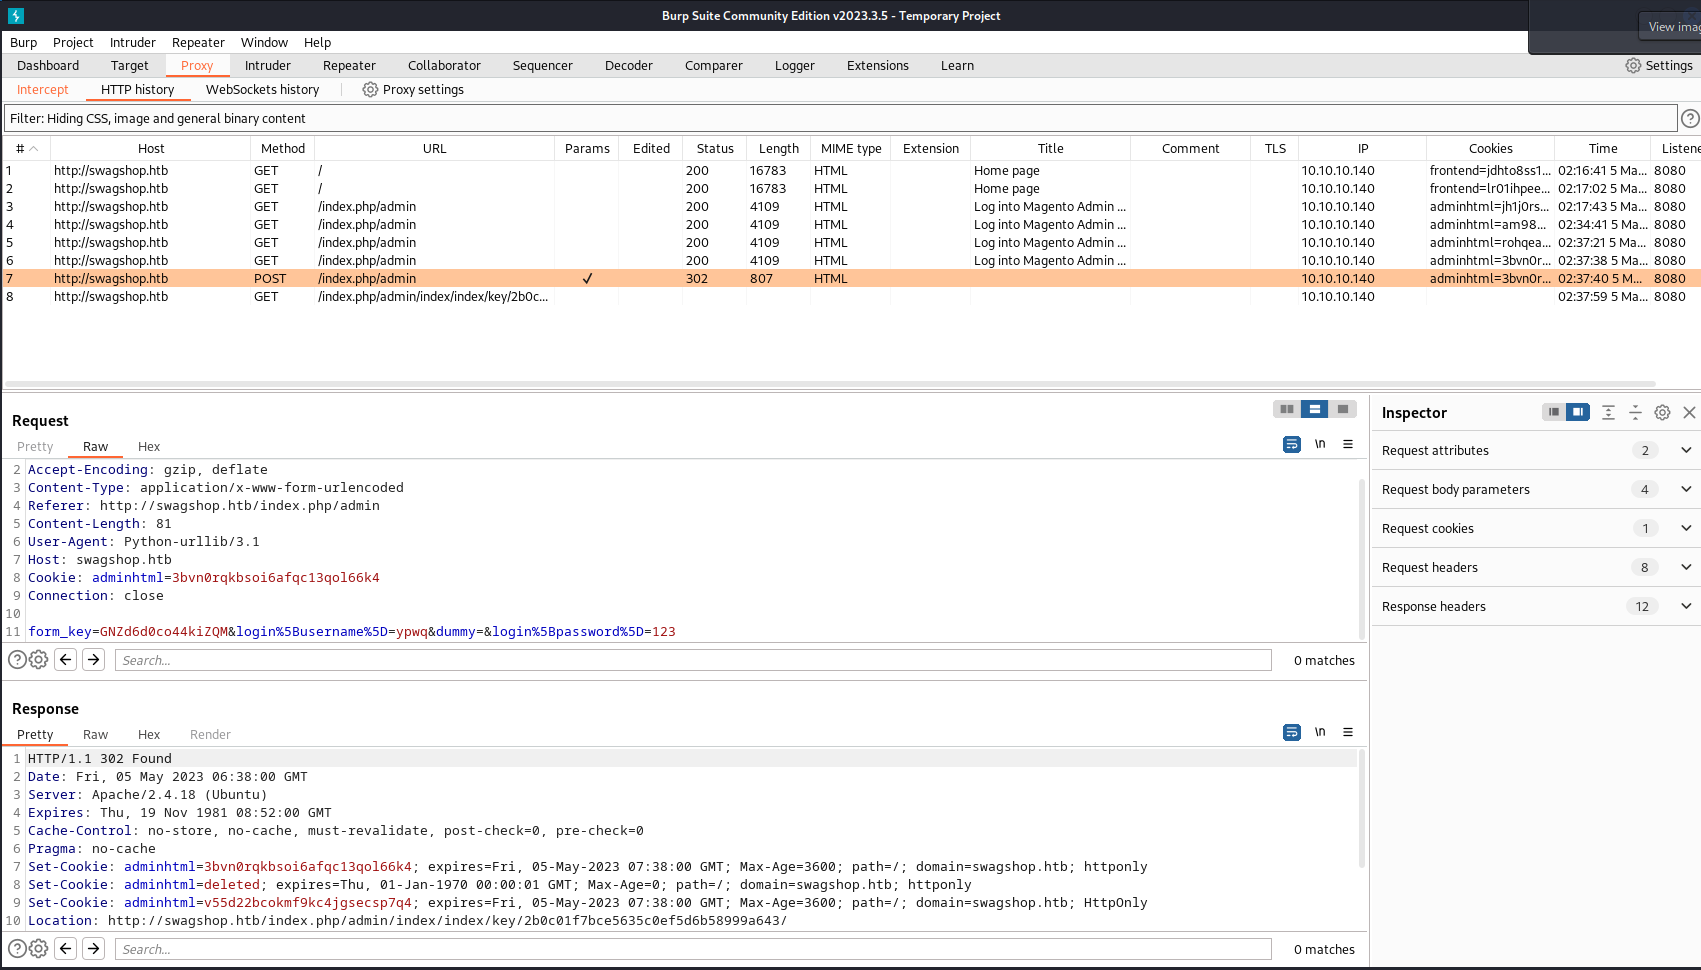 Burp Suite Community Edition v2023.3.5 - Temporary Project
View imag
Burp Project Intruder Repeater Window Help
Dashboard Target Proxy Intruder Repeater Collaborator Sequencer Decoder Comparer Logger Extensions Learn Settings
Intercept HTTP history WebSockets history Proxy settings
Filter: Hiding CSS, image and general binary content
# Host Method URL Params Edited Status Length MIME type Extension Title Comment TLS IP Cookies Time Listene
1 http://swagshop.htb GET / 200 16783 HTML Home page 10.10.10.140 frontend=jdhto8ss1... 02:16:41 5 Ma... 8080
2 http://swagshop.htb GET / 200 16783 HTML Home page 10.10.10.140 frontend=lr01ihpee... 02:17:02 5 Ma... 8080
3 http://swagshop.htb GET /index.php/admin 200 4109 HTML Log into Magento Admin ... 10.10.10.140 adminhtml=jh1j0rs... 02:17:43 5 Ma... 8080
4 http://swagshop.htb GET /index.php/admin 200 4109 HTML Log into Magento Admin ... 10.10.10.140 adminhtml=am98... 02:34:41 5 Ma... 8080
5 http://swagshop.htb GET /index.php/admin 200 4109 HTML Log into Magento Admin ... 10.10.10.140 adminhtml=rohqea... 02:37:21 5 Ma... 8080
6 http://swagshop.htb GET /index.php/admin 200 4109 HTML Log into Magento Admin ... 10.10.10.140 adminhtml=3bvn0r... 02:37:38 5 Ma... 8080
7 http://swagshop.htb POST /index.php/admin ✓ 302 807 HTML 10.10.10.140 adminhtml=3bvn0r... 02:37:40 5 M... 8080
8 http://swagshop.htb GET /index.php/admin/index/index/key/2b0c... 10.10.10.140 02:37:59 5 Ma... 8080
Request
Pretty Raw Hex
\n
2 Accept-Encoding: gzip, deflate
3 Content-Type: application/x-www-form-urlencoded
4 Referer: http://swagshop.htb/index.php/admin
5 Content-Length: 81
6 User-Agent: Python-urllib/3.1
7 Host: swagshop.htb
8 Cookie: adminhtml=3bvn0rqkbsoi6afqc13qol66k4
9 Connection: close
10
11 form_key=GNZd6d0co44kiZQM&login%5Busername%5D=ypwq&dummy=&login%5Bpassword%5D=123
Search... 0 matches
Response
Pretty Raw Hex Render
\n
1 HTTP/1.1 302 Found
2 Date: Fri, 05 May 2023 06:38:00 GMT
3 Server: Apache/2.4.18 (Ubuntu)
4 Expires: Thu, 19 Nov 1981 08:52:00 GMT
5 Cache-Control: no-store, no-cache, must-revalidate, post-check=0, pre-check=0
6 Pragma: no-cache
7 Set-Cookie: adminhtml=3bvn0rqkbsoi6afqc13qol66k4; expires=Fri, 05-May-2023 07:38:00 GMT; Max-Age=3600; path=/; domain=swagshop.htb; httponly
8 Set-Cookie: adminhtml=deleted; expires=Thu, 01-Jan-1970 00:00:01 GMT; Max-Age=0; path=/; domain=swagshop.htb; httponly
9 Set-Cookie: adminhtml=v55d22bcokmf9kc4jgsecsp7q4; expires=Fri, 05-May-2023 07:38:00 GMT; Max-Age=3600; path=/; domain=swagshop.htb; HttpOnly
10 Location: http://swagshop.htb/index.php/admin/index/index/key/2b0c01f7bce5635c0ef5d6b58999a643/
Search... 0 matches
Inspector
Request attributes 2
Request body parameters 4
Request cookies 1
Request headers 8
Response headers 12